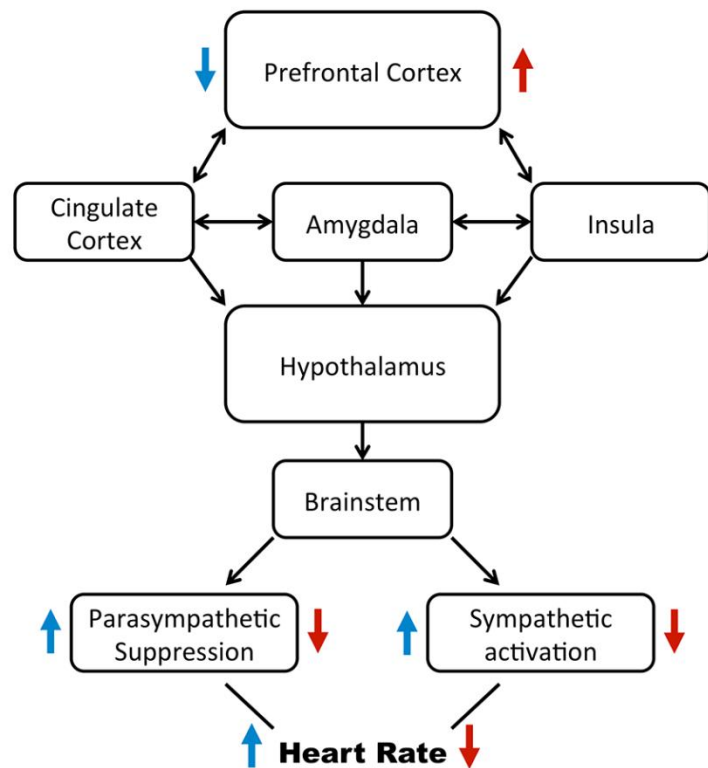 Prefrontal Cortex
Cingulate
Cortex
Amygdala
Insula
Hypothalamus
Brainstem
Parasympathetic
Suppression
Sympathetic
activation
Heart Rate